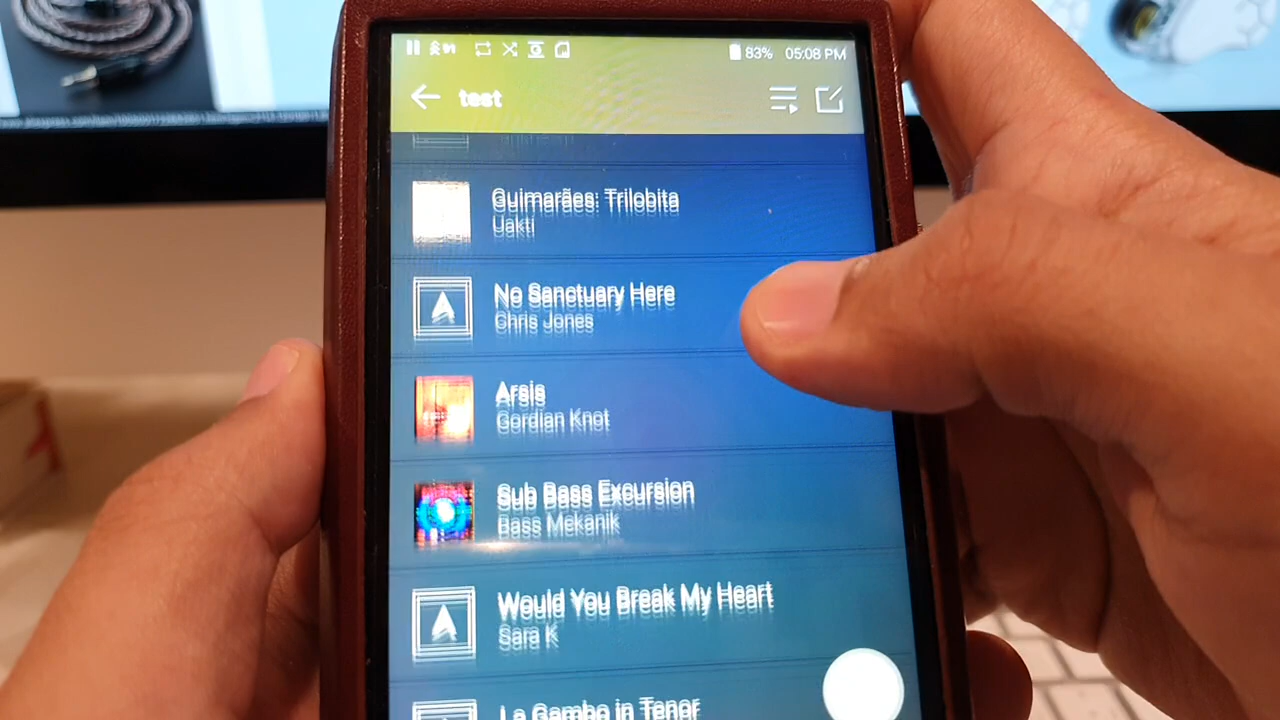 83% 05:08 PM
test
Guimarães: Trilobita
Uakti
No Sanctuary Here
Chris Jones
Arsis
Gordian Knot
Sub Bass Excursion
Bass Mekanik
Would You Break My Heart
Sara K
La Gambo in Tenor